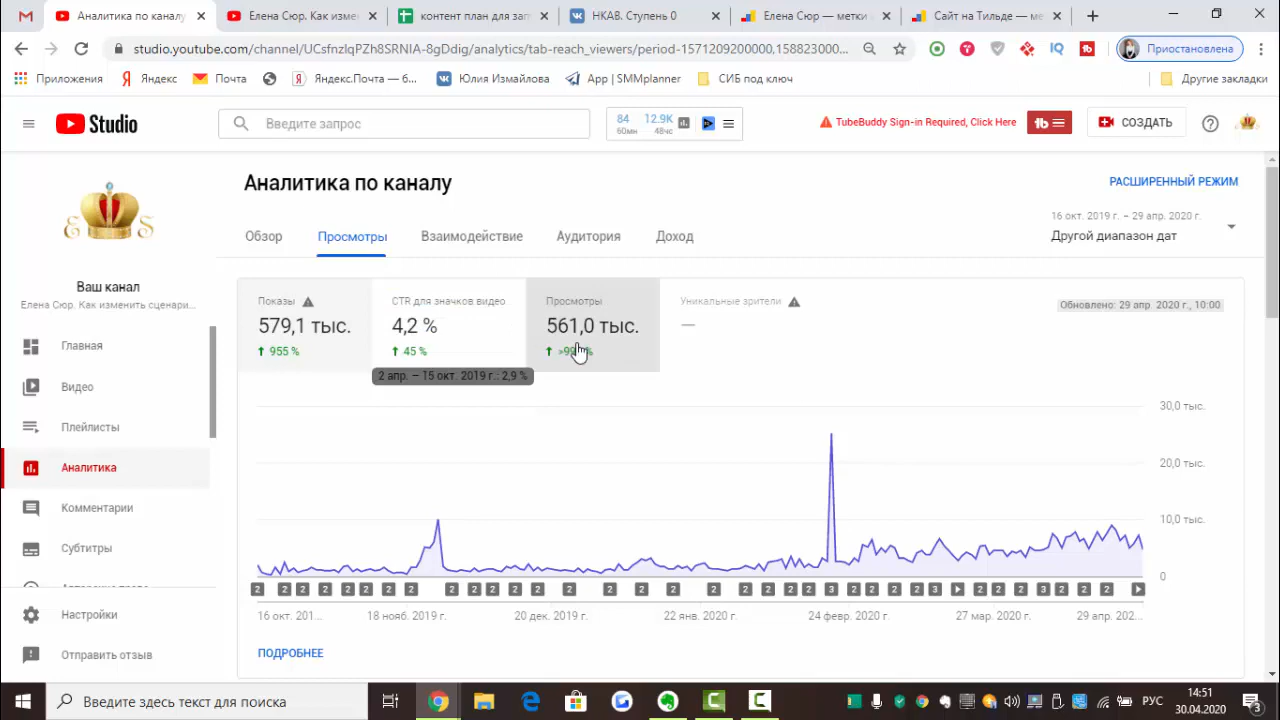 Аналитика по каналу
Елена Сюр. Как изме
контент план для заг
НКАВ. Ступень 0
Елена Сюр — метки
Сайт на Тильде — ме
studio.youtube.com/channel/UCsfnzlqPZh8SRNIA-8gDdig/analytics/tab-reach_viewers/period-1571209200000,158823000...
Приостановлена
Приложения
Яндекс
Почта
Яндекс.Почта — б...
Юлия Измайлова
App | SMMplanner
СИБ под ключ
Другие закладки
Studio
Введите запрос
84 12.9K
60мн 48чс
TubeBuddy Sign-in Required, Click Here
СОЗДАТЬ
Аналитика по каналу
РАСШИРЕННЫЙ РЕЖИМ
16 окт. 2019 г. – 29 апр. 2020 г.
Другой диапазон дат
Обзор
Просмотры
Взаимодействие
Аудитория
Доход
Ваш канал
Елена Сюр. Как изменить сценари...
Главная
Видео
Плейлисты
Аналитика
Комментарии
Субтитры
Настройки
Отправить отзыв
Показы
579,1 тыс.
955 %
CTR для значков видео
4,2 %
45 %
Просмотры
561,0 тыс.
Уникальные зрители
—
Обновлено: 29 апр. 2020 г., 10:00
2 апр. – 15 окт. 2019 г.: 2,9 %
30,0 тыс.
20,0 тыс.
10,0 тыс.
0
16 окт. 201...
18 нояб. 2019 г.
20 дек. 2019 г.
22 янв. 2020 г.
24 февр. 2020 г.
27 мар. 2020 г.
29 апр. 202...
ПОДРОБНЕЕ
Введите здесь текст для поиска
РУС
14:51
30.04.2020